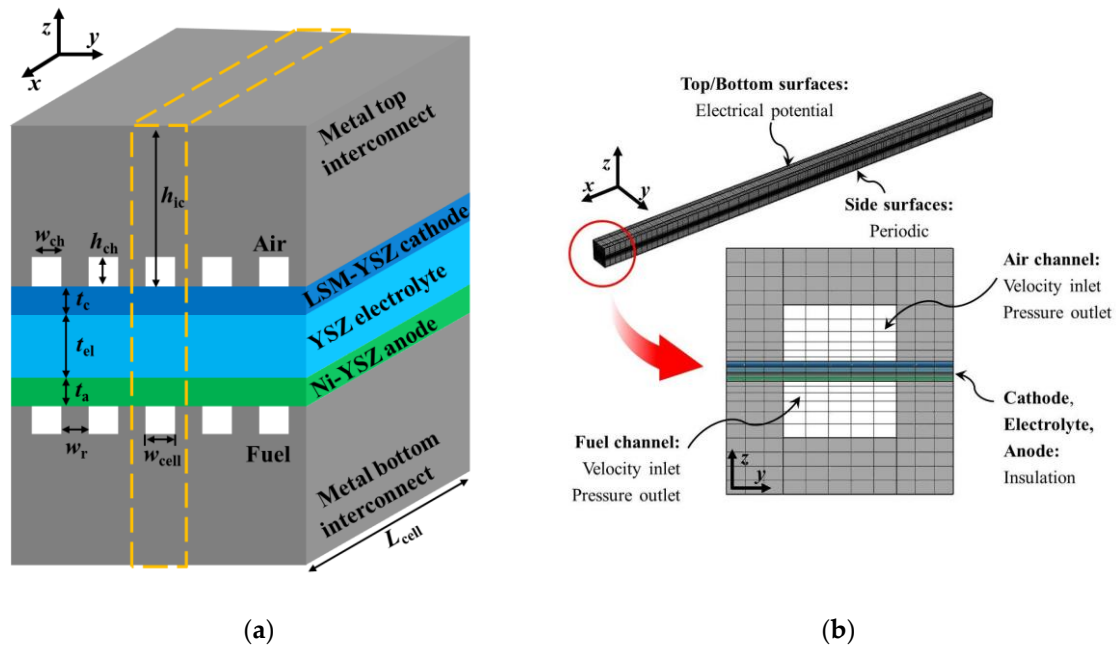 z
y
x
Metal top
interconnect
h_ic
w_ch
h_ch
Air
LSM-YSZ cathode
t_c
YSZ electrolyte
t_el
Ni-YSZ anode
t_a
w_r
w_cell
Fuel
Metal bottom
interconnect
L_cell
(a)
Top/Bottom surfaces:
Electrical potential
z
x
y
Side surfaces:
Periodic
Air channel:
Velocity inlet
Pressure outlet
Cathode,
Electrolyte,
Anode:
Insulation
Fuel channel:
Velocity inlet
Pressure outlet
z
y
(b)